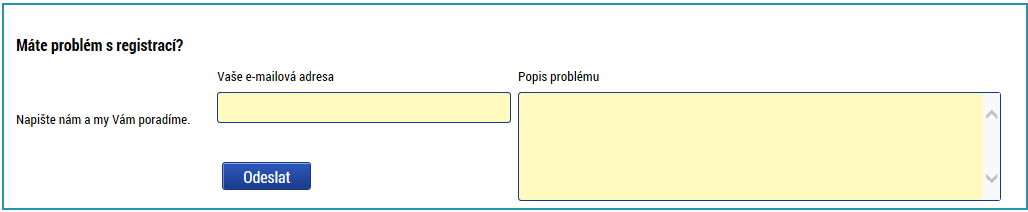 Máte problém s registrací?
Vaše e-mailová adresa
Popis problému
Napište nám a my Vám poradíme.
Odeslat